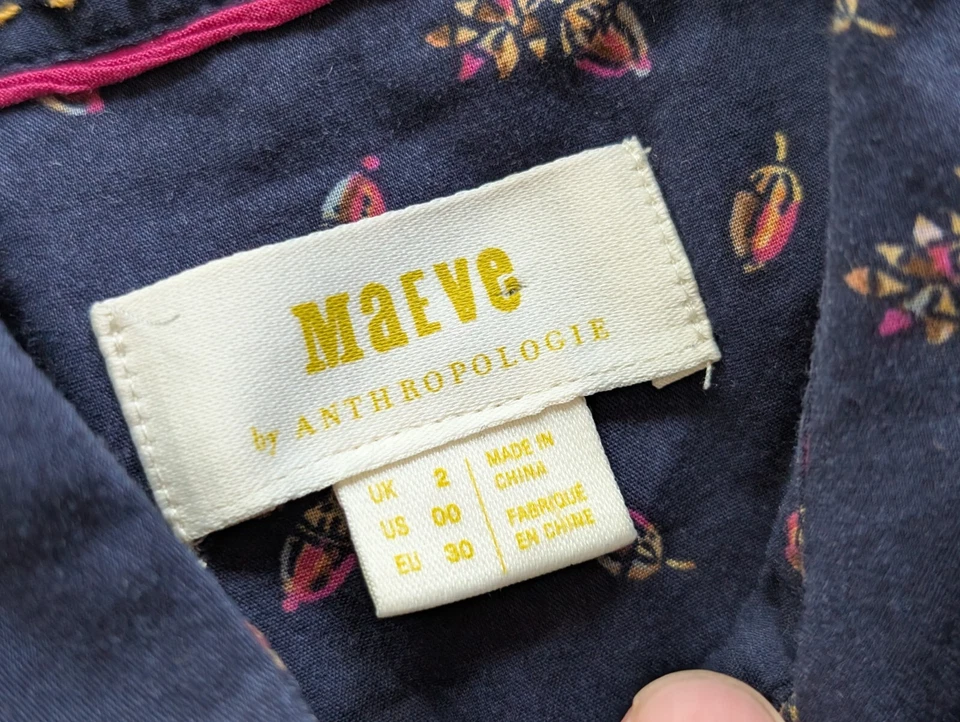 MaEVe
by ANTHROPOLOGIE
UK 2
US 00
EU 30
MADE IN
CHINA
FABRIQUÉ
EN CHINE